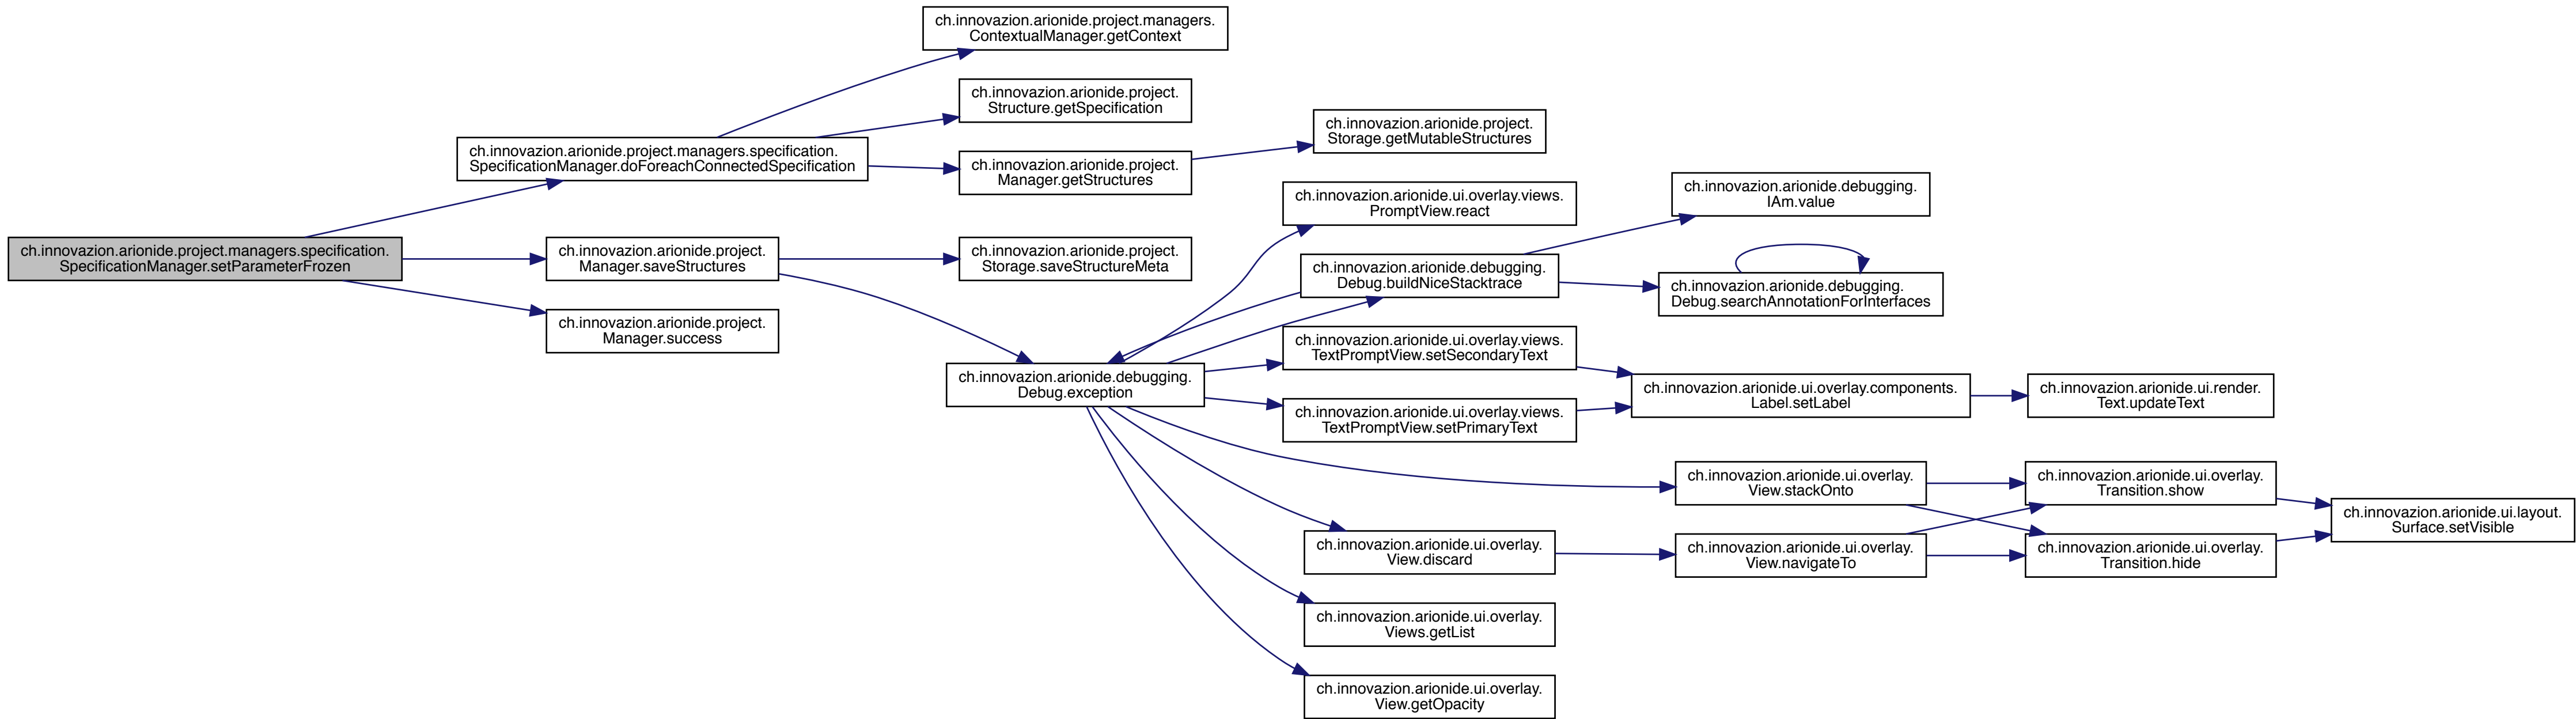 ch.innovazion.arionide.project.managers.specification.
SpecificationManager.setParameterFrozen
ch.innovazion.arionide.project.managers.specification.
SpecificationManager.doForeachConnectedSpecification
ch.innovazion.arionide.project.
Manager.saveStructures
ch.innovazion.arionide.project.
Manager.success
ch.innovazion.arionide.project.managers.
ContextualManager.getContext
ch.innovazion.arionide.project.
Structure.getSpecification
ch.innovazion.arionide.project.
Manager.getStructures
ch.innovazion.arionide.project.
Storage.saveStructureMeta
ch.innovazion.arionide.debugging.
Debug.exception
ch.innovazion.arionide.project.
Storage.getMutableStructures
ch.innovazion.arionide.ui.overlay.views.
PromptView.react
ch.innovazion.arionide.debugging.
Debug.buildNiceStacktrace
ch.innovazion.arionide.ui.overlay.views.
TextPromptView.setSecondaryText
ch.innovazion.arionide.ui.overlay.views.
TextPromptView.setPrimaryText
ch.innovazion.arionide.ui.overlay.
View.discard
ch.innovazion.arionide.ui.overlay.
Views.getList
ch.innovazion.arionide.ui.overlay.
View.getOpacity
ch.innovazion.arionide.debugging.
IAm.value
ch.innovazion.arionide.debugging.
Debug.searchAnnotationForInterfaces
ch.innovazion.arionide.ui.overlay.components.
Label.setLabel
ch.innovazion.arionide.ui.overlay.
View.stackOnto
ch.innovazion.arionide.ui.overlay.
View.navigateTo
ch.innovazion.arionide.ui.render.
Text.updateText
ch.innovazion.arionide.ui.overlay.
Transition.show
ch.innovazion.arionide.ui.overlay.
Transition.hide
ch.innovazion.arionide.ui.layout.
Surface.setVisible